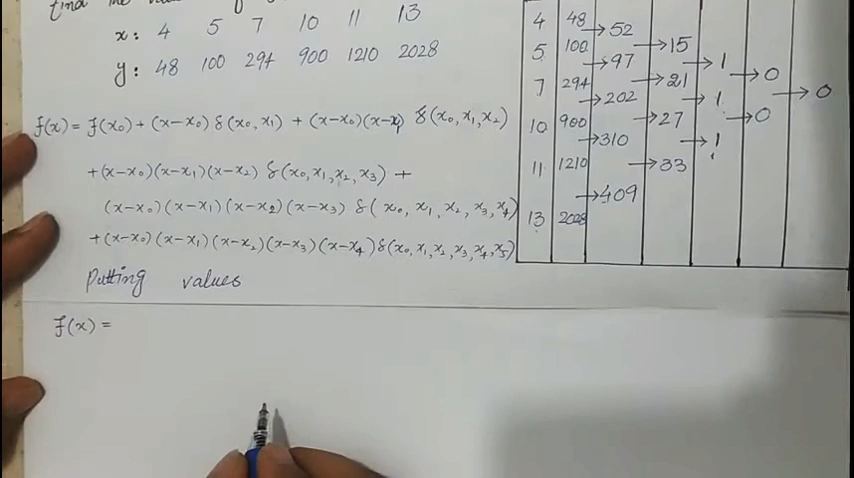 Find the
x: 4 5 7 10 11 13
y: 48 100 294 900 1210 2028
f(x) = f(x₀) + (x-x₀) δ(x₀, x₁) + (x-x₀)(x-x₁) δ(x₀, x₁, x₂)
+(x-x₀)(x-x₁)(x-x₂) δ(x₀, x₁, x₂, x₃) +
(x-x₀)(x-x₁)(x-x₂)(x-x₃) δ(x₀, x₁, x₂, x₃, x₄)
+(x-x₀)(x-x₁)(x-x₂)(x-x₃)(x-x₄) δ(x₀, x₁, x₂, x₃, x₄, x₅)
Putting values
f(x) =
4 48
→52
5 100 →15
→97 →1
7 294 →21 →0
→202 →1 →0
10 900 →27 →0
→310 →1
11 1210 →33
→409
13 2028